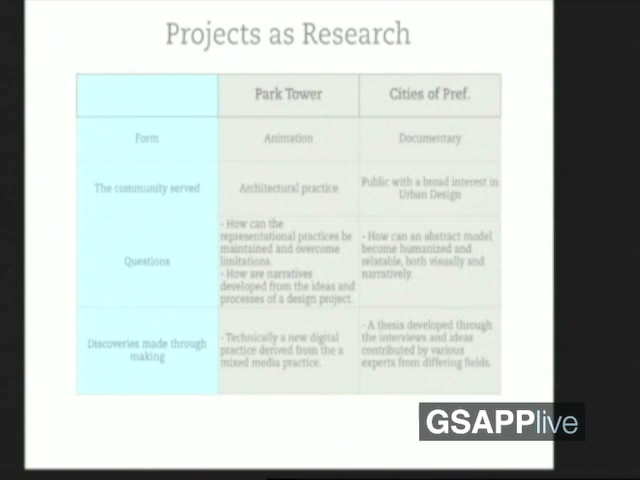 Projects as Research
Park Tower
Cities of Pref.
Form
Animation
Documentary
The community served
Architectural practice
Public with a broad interest in
Urban Design
Questions
- How can the
representational practices be
maintained and overcome
limitations.
- How are narratives
developed from the ideas and
processes of a design project.
- How can an abstract model
become humanized and
relatable, both visually and
narratively.
Discoveries made through
making
- Technically a new digital
practice derived from the a
mixed media practice.
- A thesis developed through
the interviews and ideas
contributed by various
experts from differing fields.
GSAPPlive